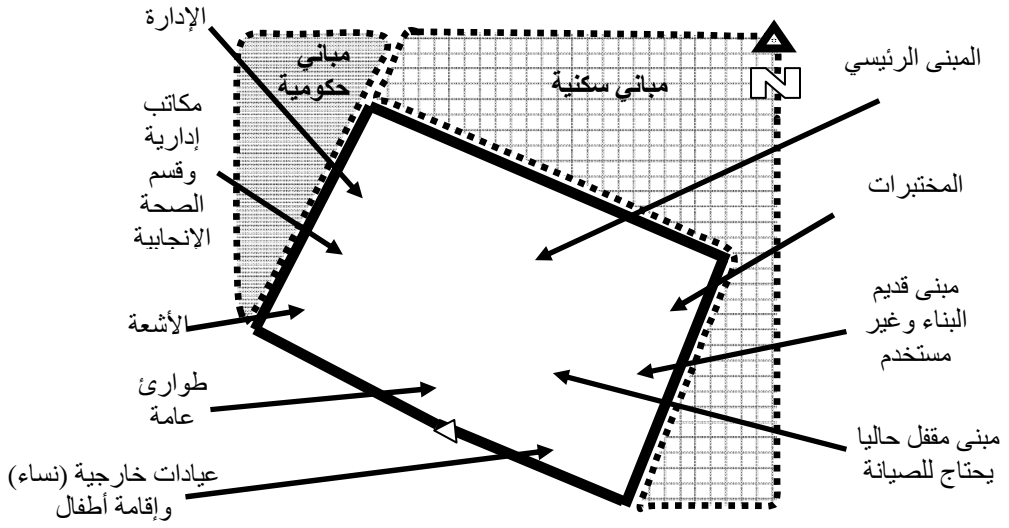 الإدارة
مباني
حكومية
مباني سكنية
N
المبنى الرئيسي
مكاتب
إدارية
وقسم
الصحة
الإنجابية
المختبرات
مبنى قديم
البناء وغير
مستخدم
الأشعة
طوارئ
عامة
مبنى مقفل حاليا
يحتاج للصيانة
عيادات خارجية (نساء)
وإقامة أطفال